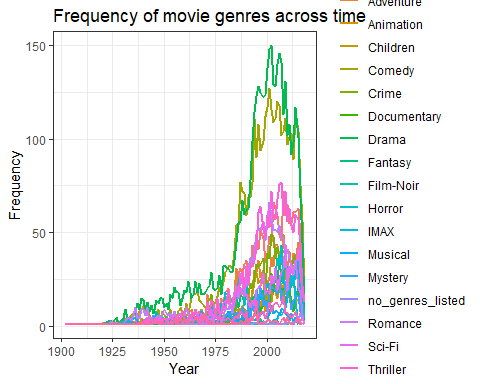 Frequency of movie genres across time
Adventure
Animation
Children
Comedy
Crime
Documentary
Drama
Fantasy
Film-Noir
Horror
IMAX
Musical
Mystery
no_genres_listed
Romance
Sci-Fi
Thriller
150
100
50
0
Frequency
1900 1925 1950 1975 2000
Year